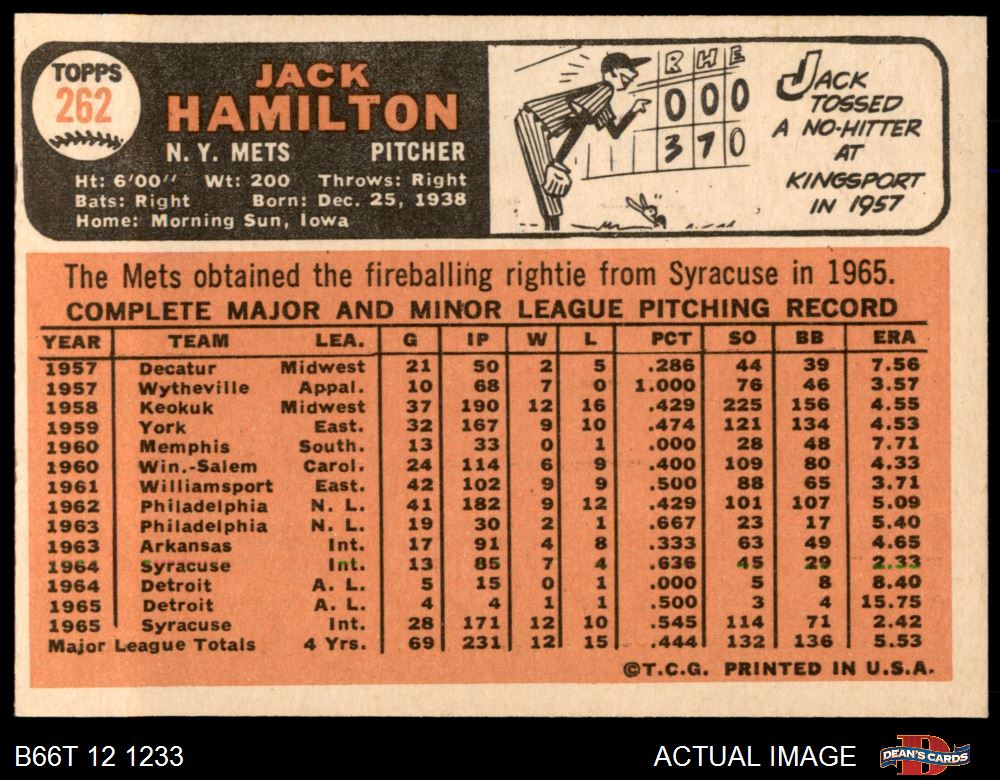 TOPPS
262
JACK
HAMILTON
N. Y. METS PITCHER
Ht: 6'00" Wt: 200 Throws: Right
Bats: Right Born: Dec. 25, 1938
Home: Morning Sun, Iowa
R H E
0 0 0
3 7 0
JACK
TOSSED
A NO-HITTER
AT
KINGSPORT
IN 1957
The Mets obtained the fireballing rightie from Syracuse in 1965.
COMPLETE MAJOR AND MINOR LEAGUE PITCHING RECORD
YEAR TEAM LEA. G IP W L PCT SO BB ERA
1957 Decatur Midwest 21 50 2 5 .286 44 39 7.56
1957 Wytheville Appal. 10 68 7 0 1.000 76 46 3.57
1958 Keokuk Midwest 37 190 12 16 .429 225 156 4.55
1959 York East. 32 167 9 10 .474 121 134 4.53
1960 Memphis South. 13 33 0 1 .000 28 48 7.71
1960 Win.-Salem Carol. 24 114 6 9 .400 109 80 4.33
1961 Williamsport East. 42 102 9 9 .500 88 65 3.71
1962 Philadelphia N. L. 41 182 9 12 .429 101 107 5.09
1963 Philadelphia N. L. 19 30 2 1 .667 23 17 5.40
1963 Arkansas Int. 17 91 4 8 .333 63 49 4.65
1964 Syracuse Int. 13 85 7 4 .636 45 29 2.33
1964 Detroit A. L. 5 15 0 1 .000 5 8 8.40
1965 Detroit A. L. 4 4 1 1 .500 3 4 15.75
1965 Syracuse Int. 28 171 12 10 .545 114 71 2.42
Major League Totals 4 Yrs. 69 231 12 15 .444 132 136 5.53
©T.C.G. PRINTED IN U.S.A.
B66T 12 1233 ACTUAL IMAGE DEAN'S CARDS